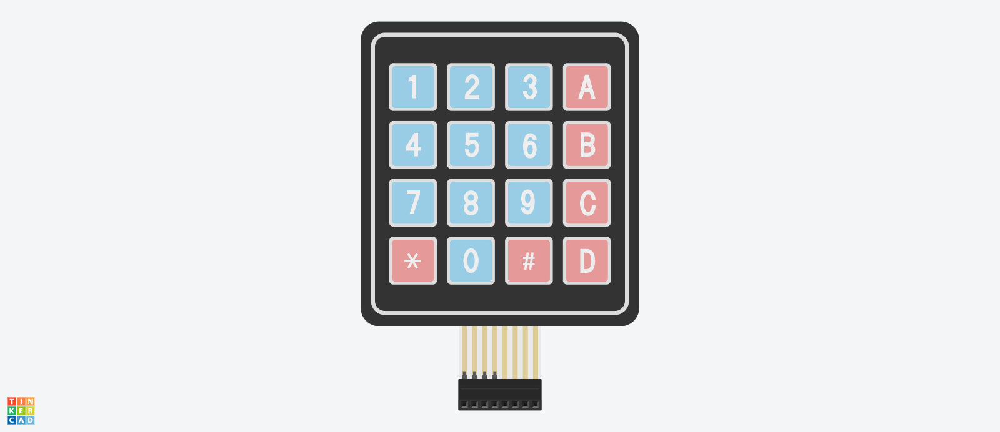 1 2 3 A
4 5 6 B
7 8 9 C
* 0 # D
TIN
KER
CAD